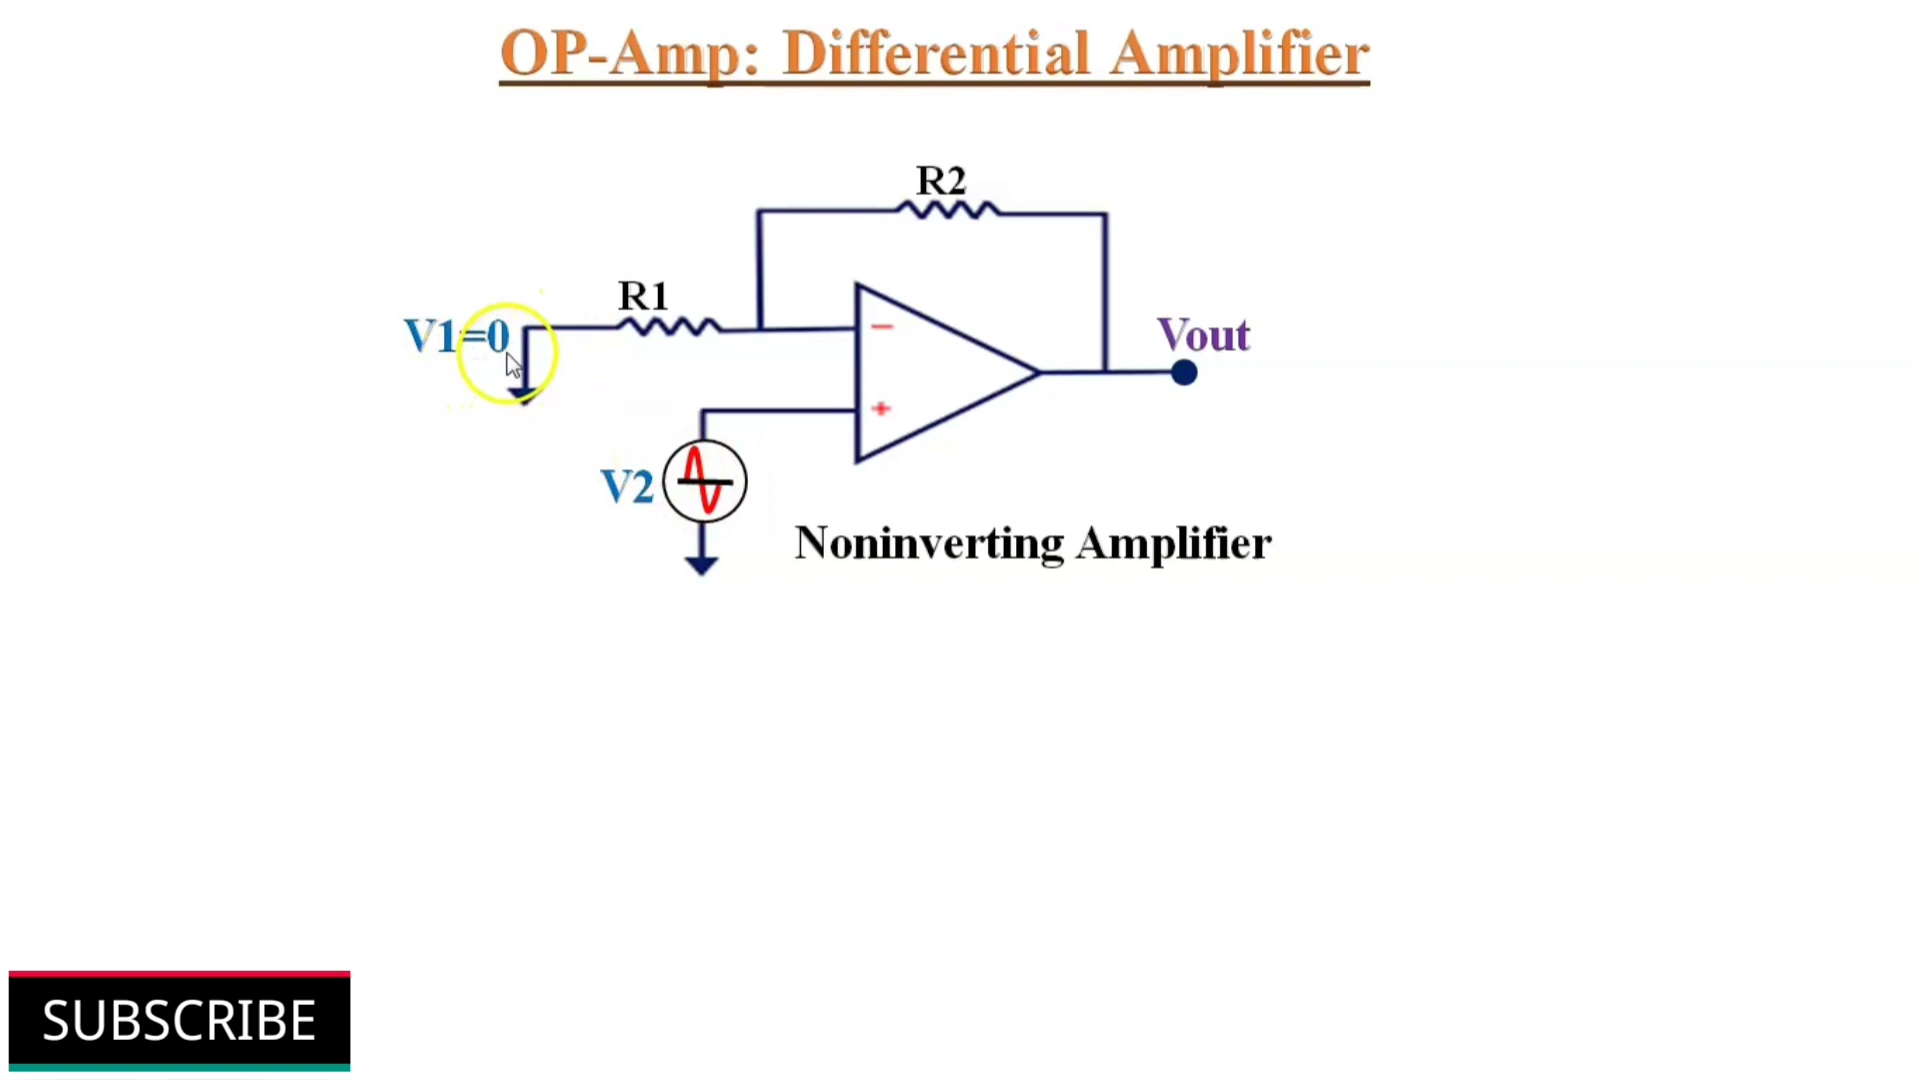 OP-Amp: Differential Amplifier
R2
R1
V1=0
−
Vout
+
V2
Noninverting Amplifier
SUBSCRIBE